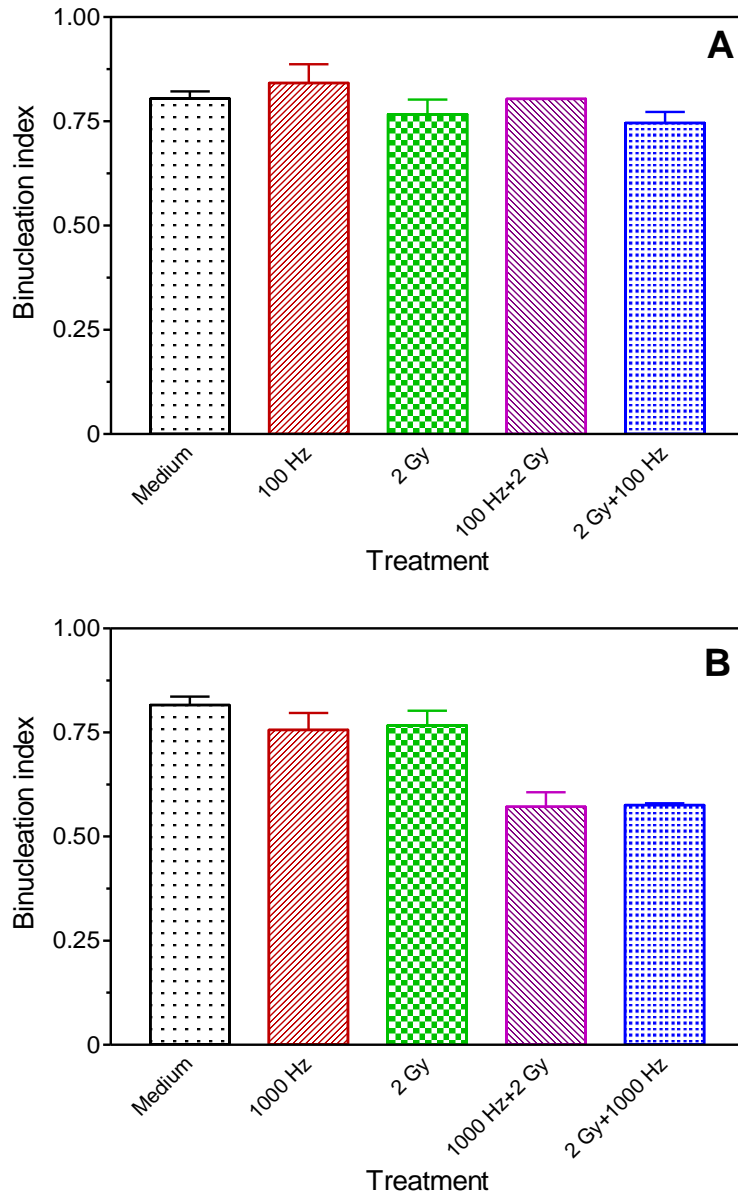 A
1.00
0.75
0.50
0.25
0
Binucleation index
Medium
100 Hz
2 Gy
100 Hz+2 Gy
2 Gy+100 Hz
Treatment
B
1.00
0.75
0.50
0.25
0
Binucleation index
Medium
1000 Hz
2 Gy
1000 Hz+2 Gy
2 Gy+1000 Hz
Treatment